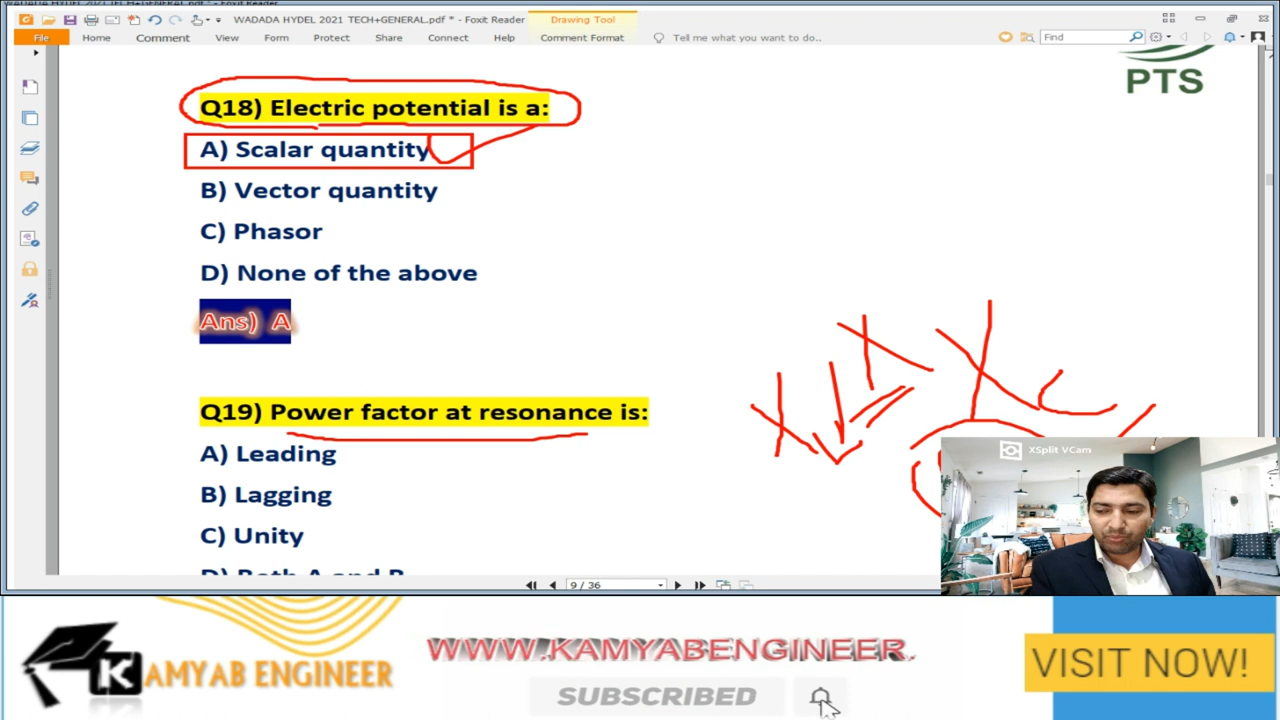 WADADA HYDEL 2021 TECH+GENERAL.pdf * - Foxit Reader
Drawing Tool
File Home Comment View Form Protect Share Connect Help Comment Format Tell me what you want to do.. Find
PTS
Q18) Electric potential is a:
A) Scalar quantity
B) Vector quantity
C) Phasor
D) None of the above
Ans) A
Q19) Power factor at resonance is:
A) Leading
B) Lagging
C) Unity
D) Both A and B
9 / 36
XSplit VCam
K
AMYAB ENGINEER
WWW.KAMYABENGINEER.
SUBSCRIBED
VISIT NOW!